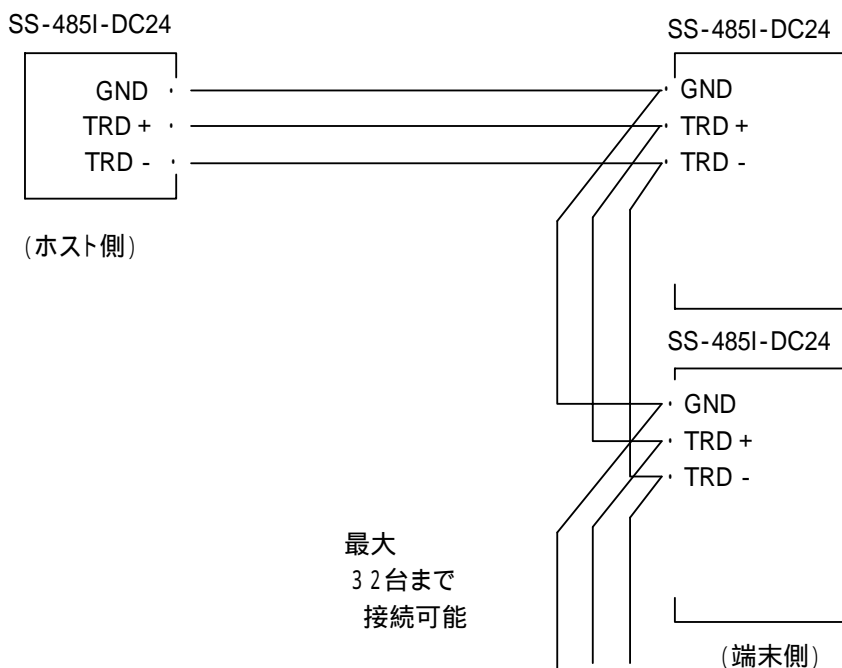 SS-485I-DC24
GND
TRD +
TRD -
(ホスト側)
SS-485I-DC24
GND
TRD +
TRD -
SS-485I-DC24
GND
TRD +
TRD -
最大
32台まで
接続可能
(端末側)